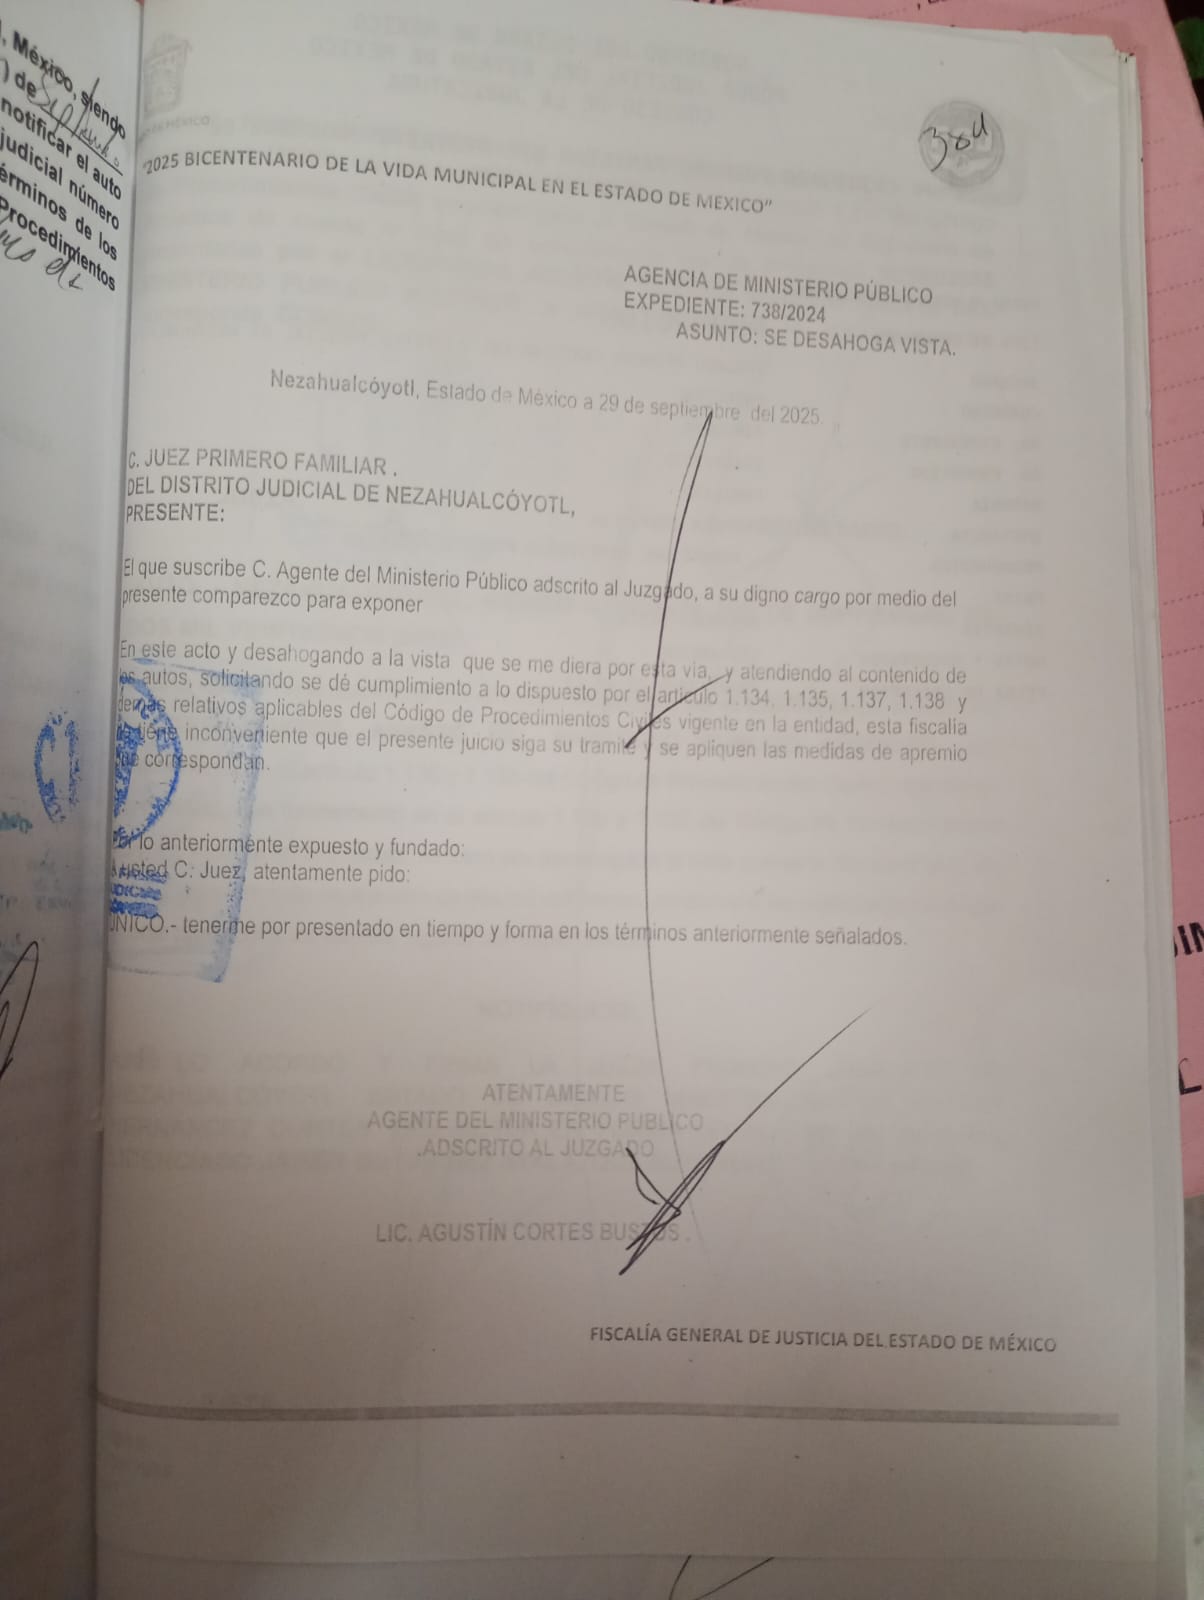 , México, siendo
) de Septiembre
notificar el auto
judicial número
érminos de los
Procedimientos
DE MÉXICO
384
"2025 BICENTENARIO DE LA VIDA MUNICIPAL EN EL ESTADO DE MEXICO"
AGENCIA DE MINISTERIO PÚBLICO
EXPEDIENTE: 738/2024
ASUNTO: SE DESAHOGA VISTA.
Nezahualcóyotl, Estado de México a 29 de septiembre del 2025.
C. JUEZ PRIMERO FAMILIAR .
DEL DISTRITO JUDICIAL DE NEZAHUALCÓYOTL,
PRESENTE:
El que suscribe C. Agente del Ministerio Público adscrito al Juzgado, a su digno cargo por medio del
presente comparezco para exponer
En este acto y desahogando a la vista que se me diera por esta via, y atendiendo al contenido de
los autos, solicitando se dé cumplimiento a lo dispuesto por el articulo 1.134, 1.135, 1.137, 1.138 y
demás relativos aplicables del Código de Procedimientos Civiles vigente en la entidad, esta fiscalia
no tiene inconveniente que el presente juicio siga su tramite y se apliquen las medidas de apremio
que correspondan.
Por lo anteriormente expuesto y fundado:
A usted C. Juez, atentamente pido:
ÚNICO.- tenerme por presentado en tiempo y forma en los términos anteriormente señalados.
ATENTAMENTE
AGENTE DEL MINISTERIO PUBLICO
.ADSCRITO AL JUZGADO
LIC. AGUSTÍN CORTES BUSTOS .
FISCALÍA GENERAL DE JUSTICIA DEL ESTADO DE MÉXICO